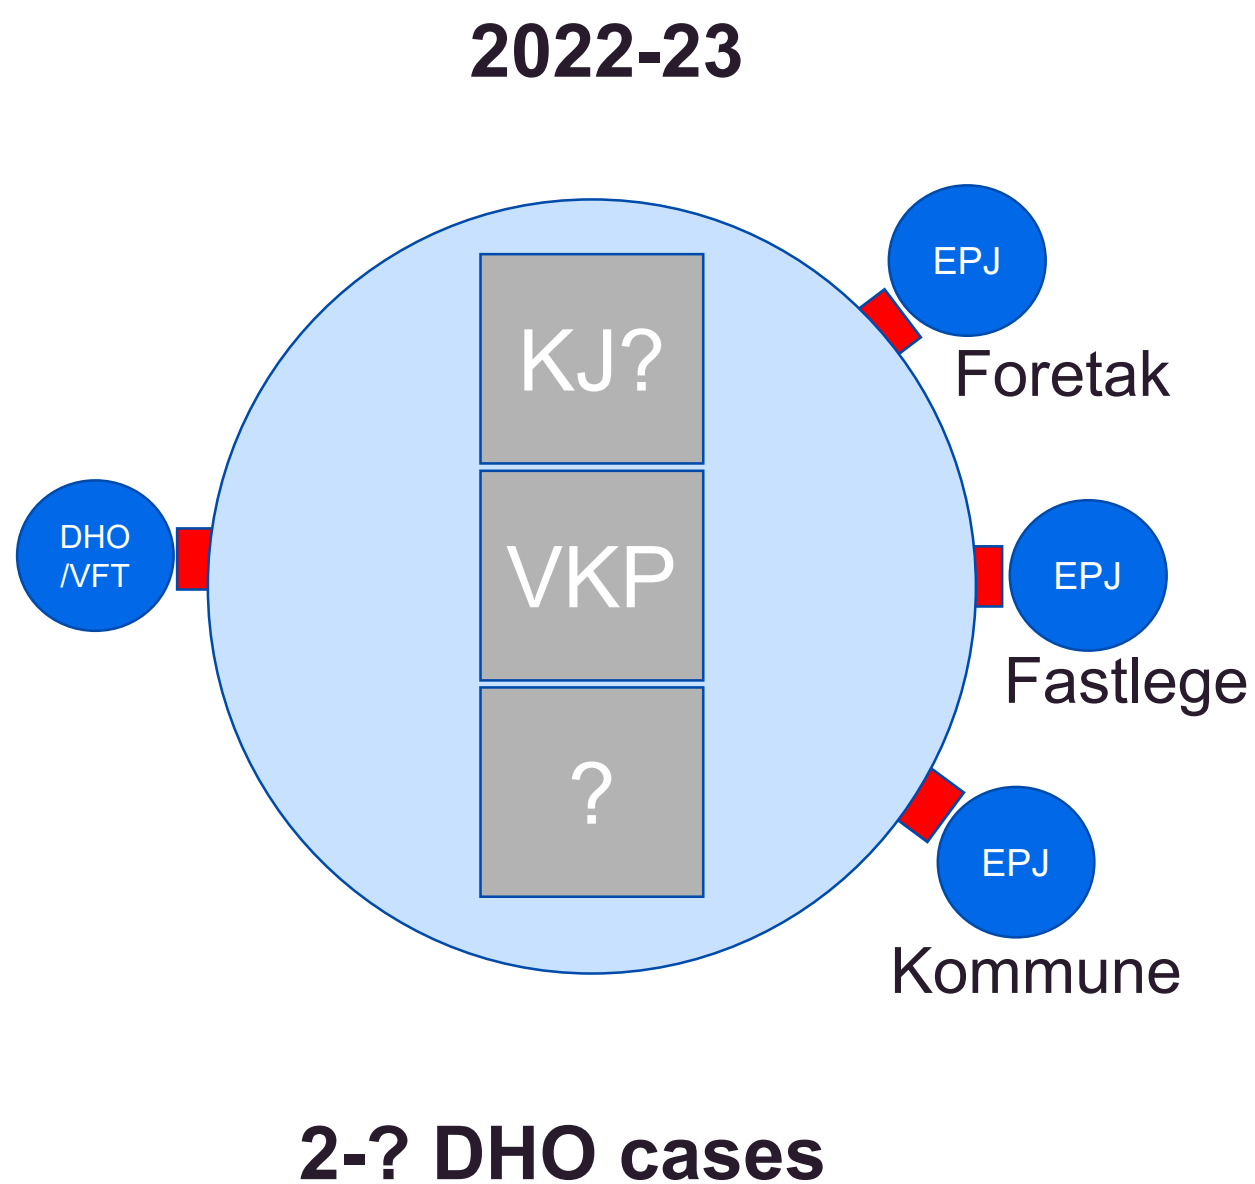 2022-23
EPJ
KJ?
Foretak
DHO
/VFT
VKP
EPJ
Fastlege
?
EPJ
Kommune
2-? DHO cases